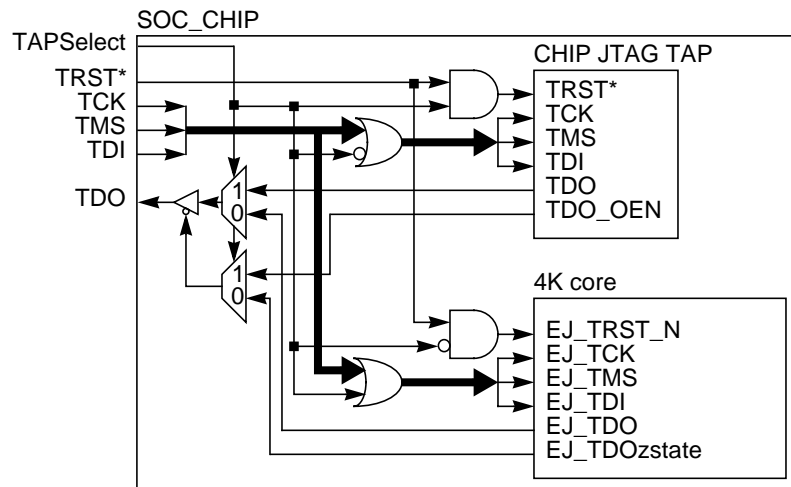 SOC_CHIP
TAPSelect
TRST*
TCK
TMS
TDI
TDO
CHIP JTAG TAP
TRST*
TCK
TMS
TDI
TDO
TDO_OEN
1
0
1
0
4K core
EJ_TRST_N
EJ_TCK
EJ_TMS
EJ_TDI
EJ_TDO
EJ_TDOzstate